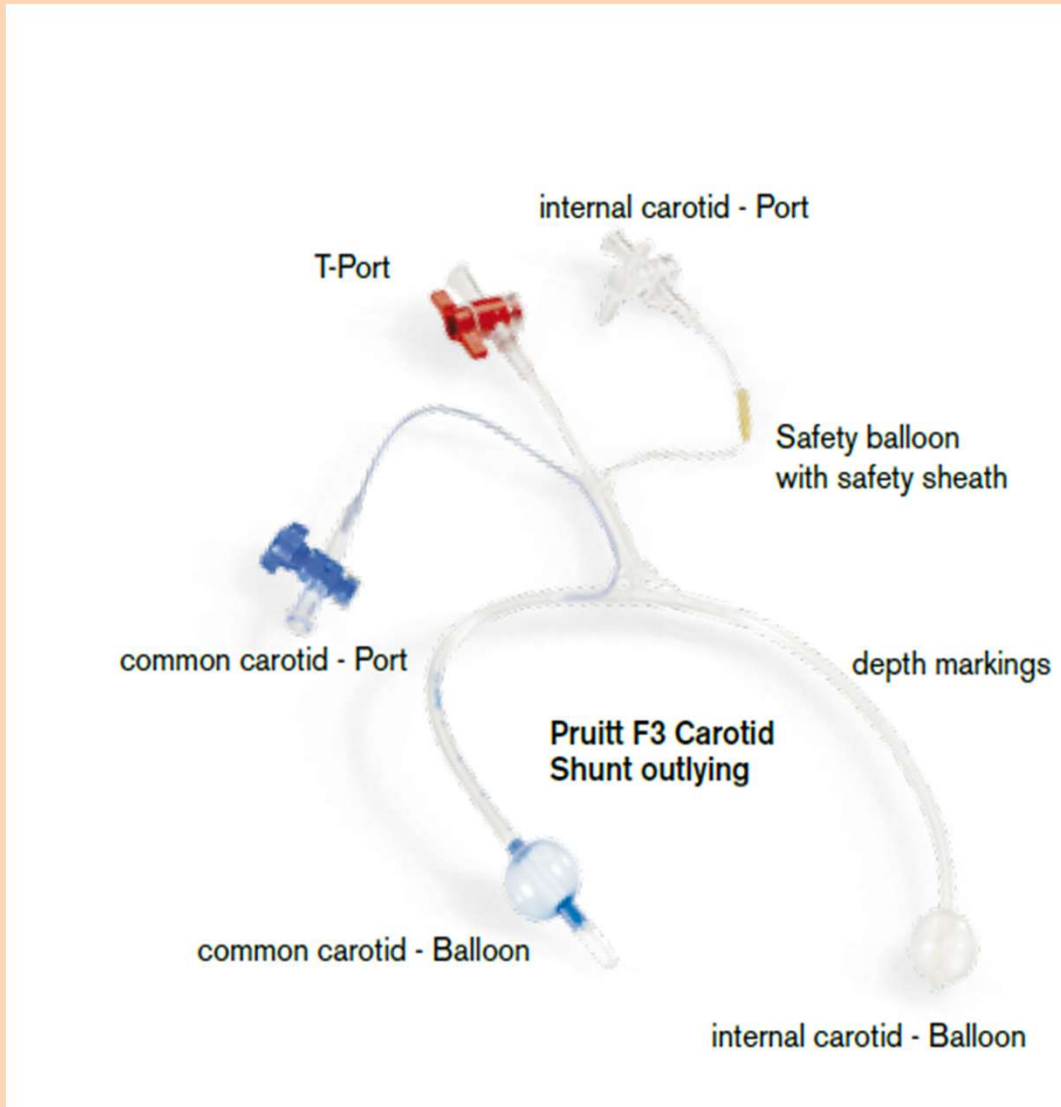 internal carotid - Port
T-Port
Safety balloon
with safety sheath
common carotid - Port
depth markings
Pruitt F3 Carotid
Shunt outlying
common carotid - Balloon
internal carotid - Balloon